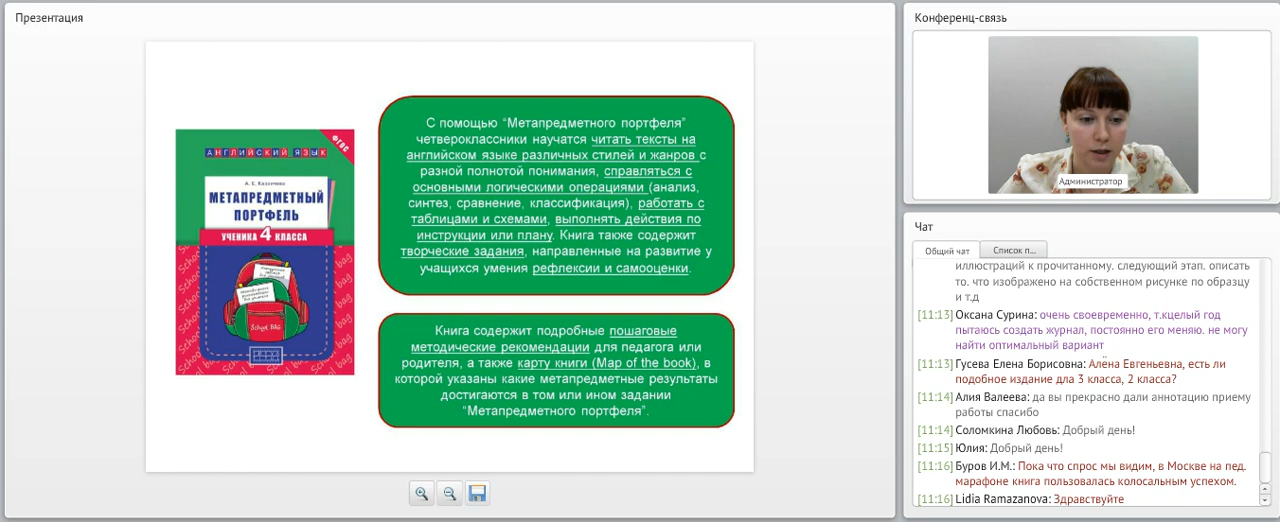 Презентация
ФГОС
АНГЛИЙСКИЙ ЯЗЫК
МЕТАПРЕДМЕТНЫЙ
ПОРТФЕЛЬ
УЧЕНИКА 4 КЛАССА
School bag
С помощью “Метапредметного портфеля”
четвероклассники научатся читать тексты на
английском языке различных стилей и жанров с
разной полнотой понимания, справляться с
основными логическими операциями (анализ,
синтез, сравнение, классификация), работать с
таблицами и схемами, выполнять действия по
инструкции или плану. Книга также содержит
творческие задания, направленные на развитие у
учащихся умения рефлексии и самооценки.
Книга содержит подробные пошаговые
методические рекомендации для педагога или
родителя, а также карту книги (Map of the book), в
которой указаны какие метапредметные результаты
достигаются в том или ином задании
“Метапредметного портфеля”.
Конференц-связь
Администратор
Чат
Общий чат
Список п...
иллюстраций к прочитанному. следующий этап. описать
то. что изображено на собственном рисунке по образцу
и т.д
[11:13] Оксана Сурина: очень своевременно, т.кцелый год
пытаюсь создать журнал, постоянно его меняю. не могу
найти оптимальный вариант
[11:13] Гусева Елена Борисовна: Алёна Евгеньевна, есть ли
подобное издание дла 3 класса, 2 класса?
[11:14] Алия Валеева: да вы прекрасно дали аннотацию приему
работы спасибо
[11:14] Соломкина Любовь: Добрый день!
[11:15] Юлия: Добрый день!
[11:16] Буров И.М.: Пока что спрос мы видим, в Москве на пед.
марафоне книга пользовалась колосальным успехом.
[11:16] Lidia Ramazanova: Здравствуйте